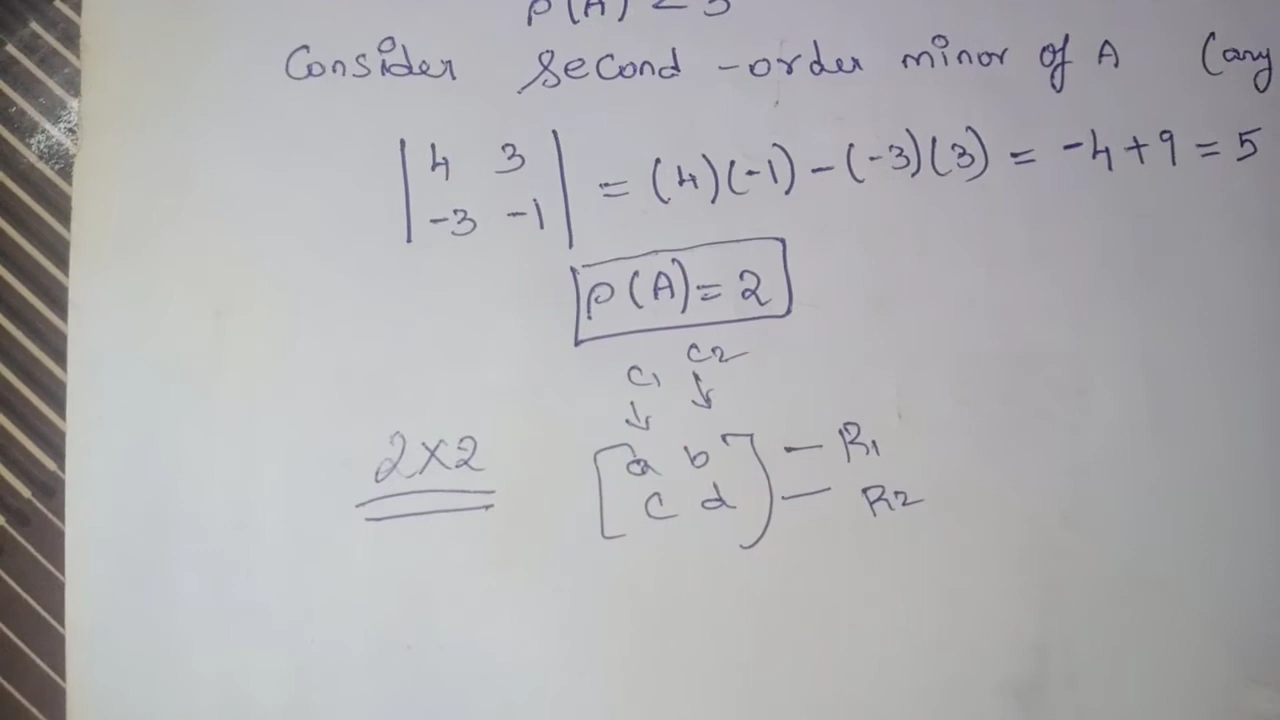 ρ(A) < 3
Consider second-order minor of A (any
| 4 3 | = (4)(-1) - (-3)(3) = -4+9 = 5
| -3 -1 |
ρ(A) = 2
C1 C2
↓ ↓
2×2 [ a b ] — R1
[ c d ] — R2